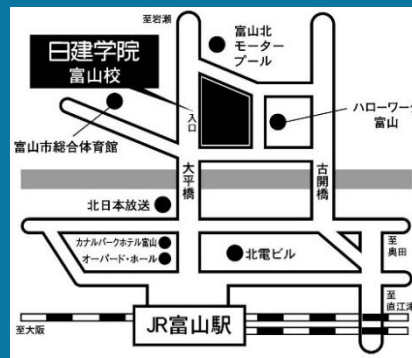 至岩瀬
日建学院
富山校
富山北
モーター
プール
入口
ハローワーク
富山
富山市総合体育館
大平橋
古開橋
北日本放送
カナルパークホテル富山
オーバード・ホール
北電ビル
至奥田
至直江津
JR富山駅
至大阪